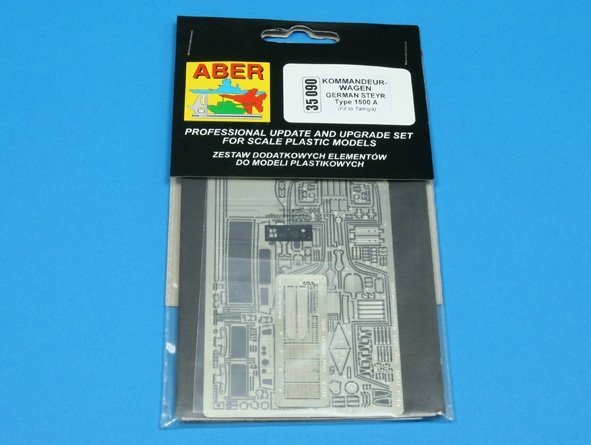 ABER
35 090
KOMMANDEUR-
WAGEN
GERMAN STEYR
Type 1500 A
(Fit to Tamiya)
PROFESSIONAL UPDATE AND UPGRADE SET
FOR SCALE PLASTIC MODELS
ZESTAW DODATKOWYCH ELEMENTÓW
DO MODELI PLASTIKOWYCH